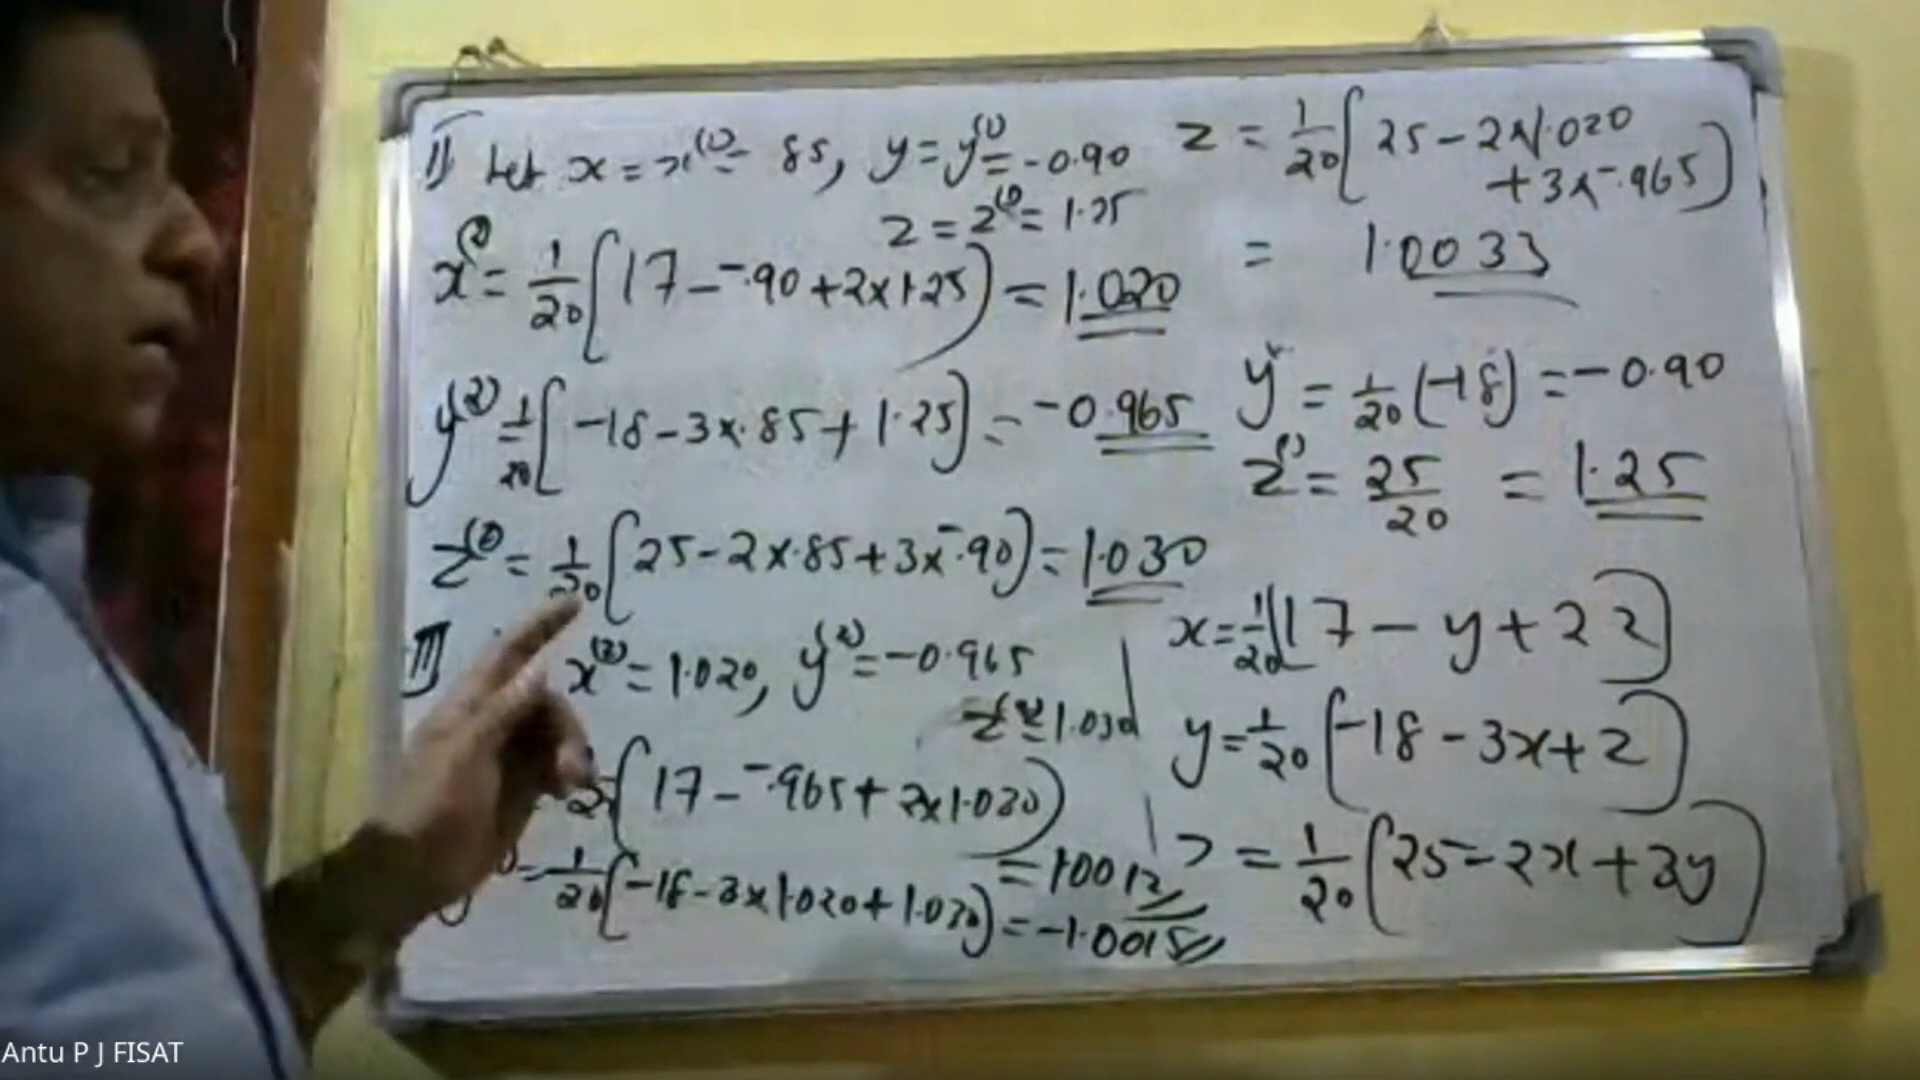 II Let x = x^(1) = 85, y = y^(1) = -0.90
z = z^(1) = 1.25
= 1/20 [17 - -.90 + 2x1.25) = 1.020
y^(2) = 1/20 [-18 - 3x.85 + 1.25] = -0.965
= 1/20 [25 - 2x.85 + 3x-.90) = 1.030
III x^(2) = 1.020, y^(2) = -0.965
1.030
(17 - -.965 + 2x1.030)
= 1.0012
= 1/20 [-18 - 3x1.020 + 1.030) = -1.0015
z = 1/20 [25 - 2x1.020
+ 3x-.965)
= 1.0033
= 1/20 (-18) = -0.90
z^(1) = 25/20 = 1.25
x = 1/20 [17 - y + 2z]
y = 1/20 (-18 - 3x + z)
= 1/20 (25 - 2x + 3y)
Antu P J FISAT